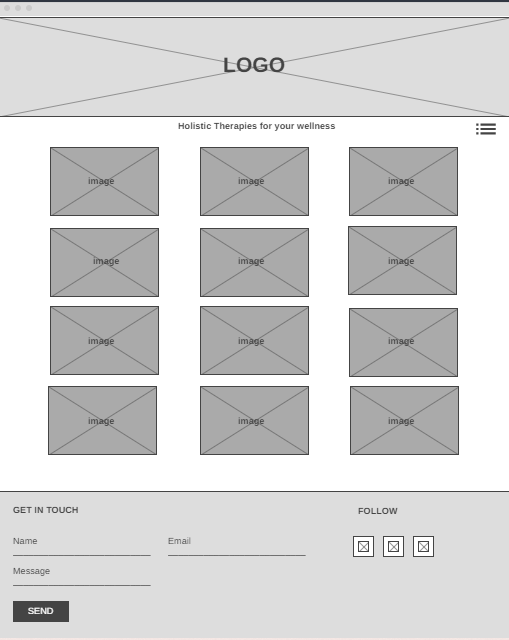 LOGO
Holistic Therapies for your wellness
image image image
image image image
image image image
image image image
GET IN TOUCH
FOLLOW
Name Email
Message
SEND